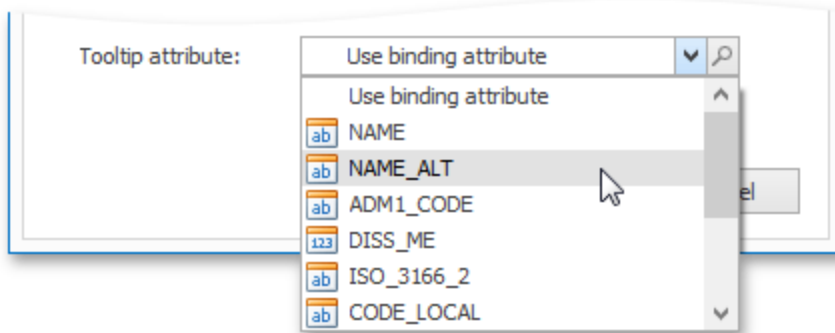 Tooltip attribute: Use binding attribute
Use binding attribute
ab NAME
ab NAME_ALT
ab ADM1_CODE
el
123 DISS_ME
ab ISO_3166_2
ab CODE_LOCAL